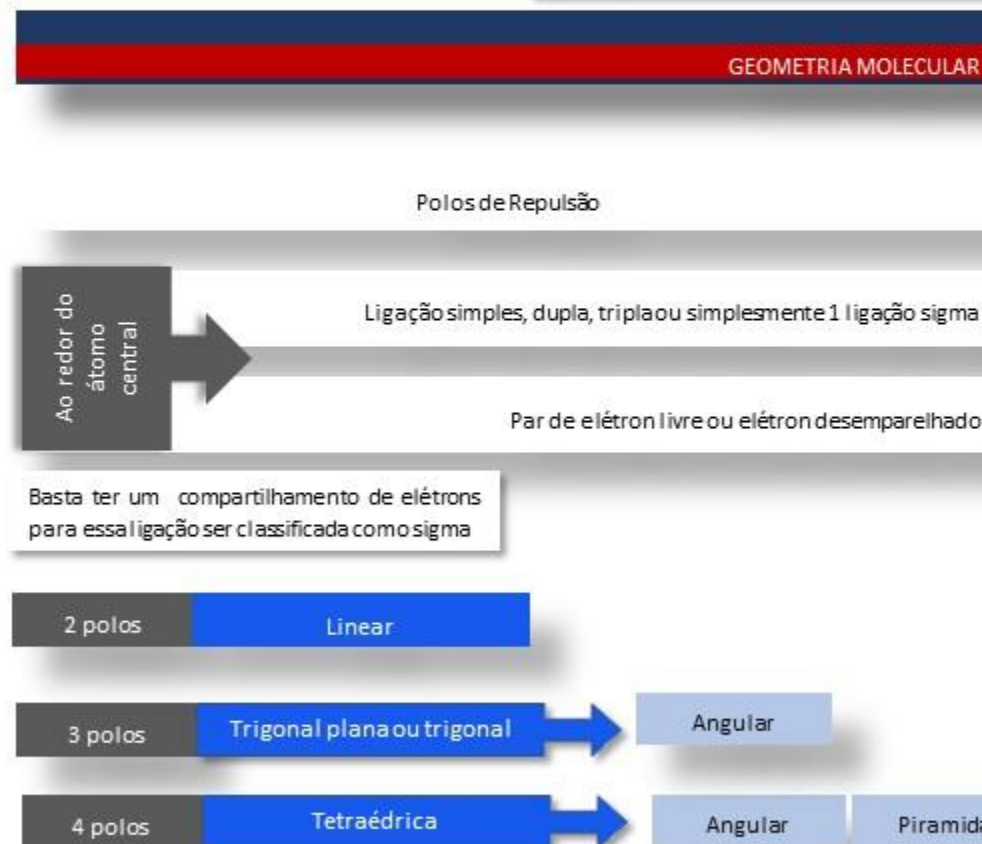 GEOMETRIA MOLECULAR
Polos de Repulsão
Ao redor do
átomo
central
Ligação simples, dupla, tripla ou simplesmente 1 ligação sigma
Par de elétron livre ou elétron desemparelhado
Basta ter um compartilhamento de elétrons
para essa ligação ser classificada como sigma
2 polos Linear
3 polos Trigonal plana ou trigonal Angular
4 polos Tetraédrica Angular Piramida